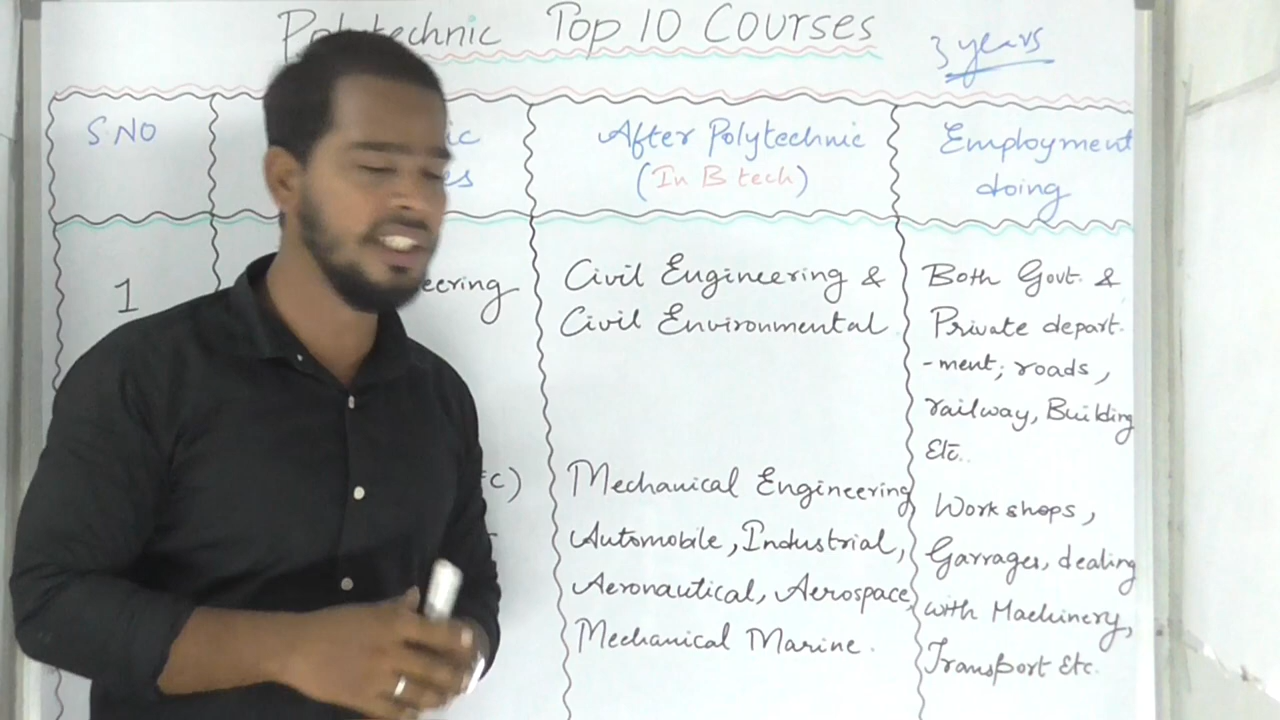 Polytechnic Top 10 Courses
3 years
S.NO
After Polytechnic
(In B tech)
Employment
doing
1
Civil Engineering &
Civil Environmental
Both Govt. &
Private depart.
-ment; roads,
railway, Building
Etc..
Mechanical Engineering
Automobile, Industrial,
Aeronautical, Aerospace,
Mechanical Marine.
Workshops,
Garrages, dealing
with Machinery,
Transport Etc.